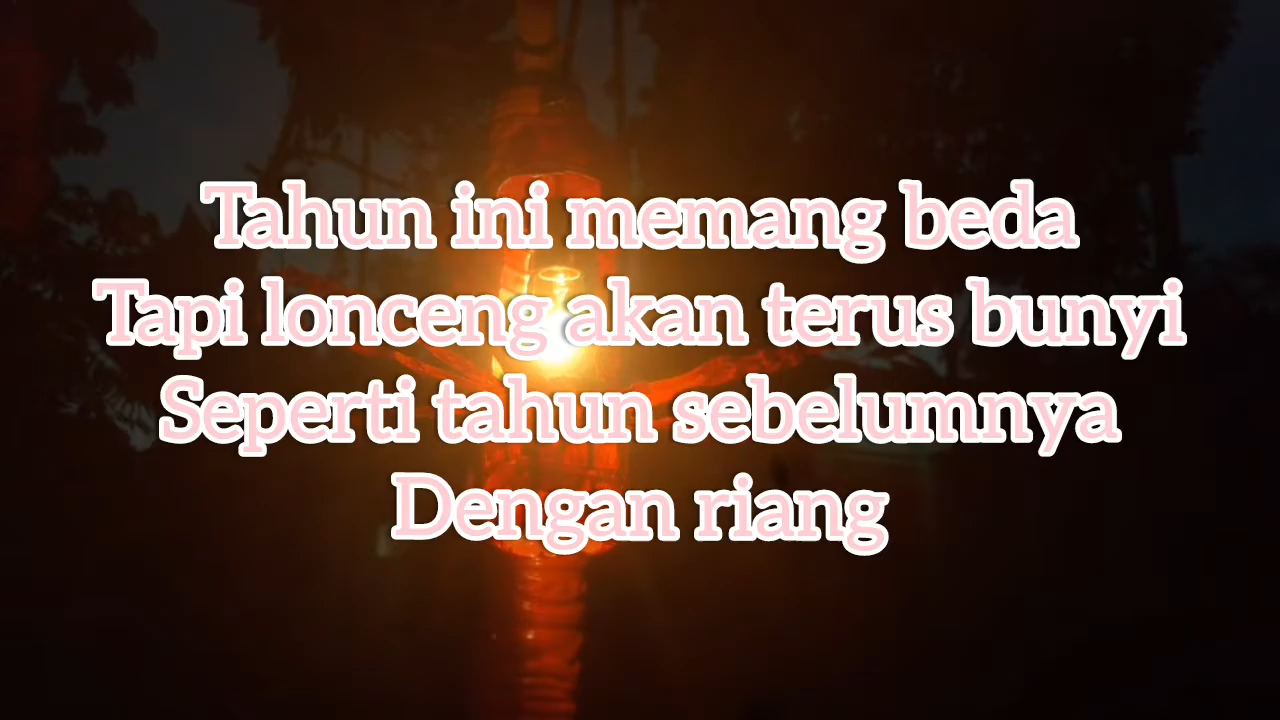 Tahun ini memang beda
Tapi lonceng akan terus bunyi
Seperti tahun sebelumnya
Dengan riang